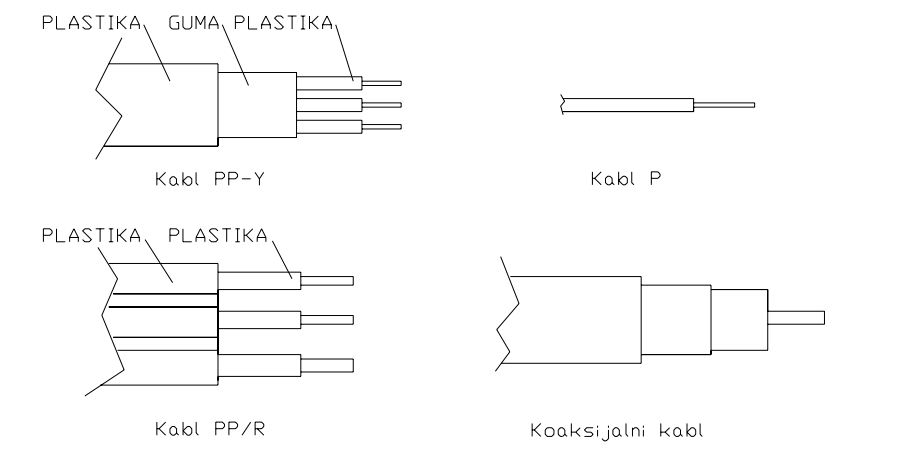 PLASTIKA GUMA PLASTIKA
Kabl PP-Y
Kabl P
PLASTIKA PLASTIKA
Kabl PP/R
Koaksijalni kabl